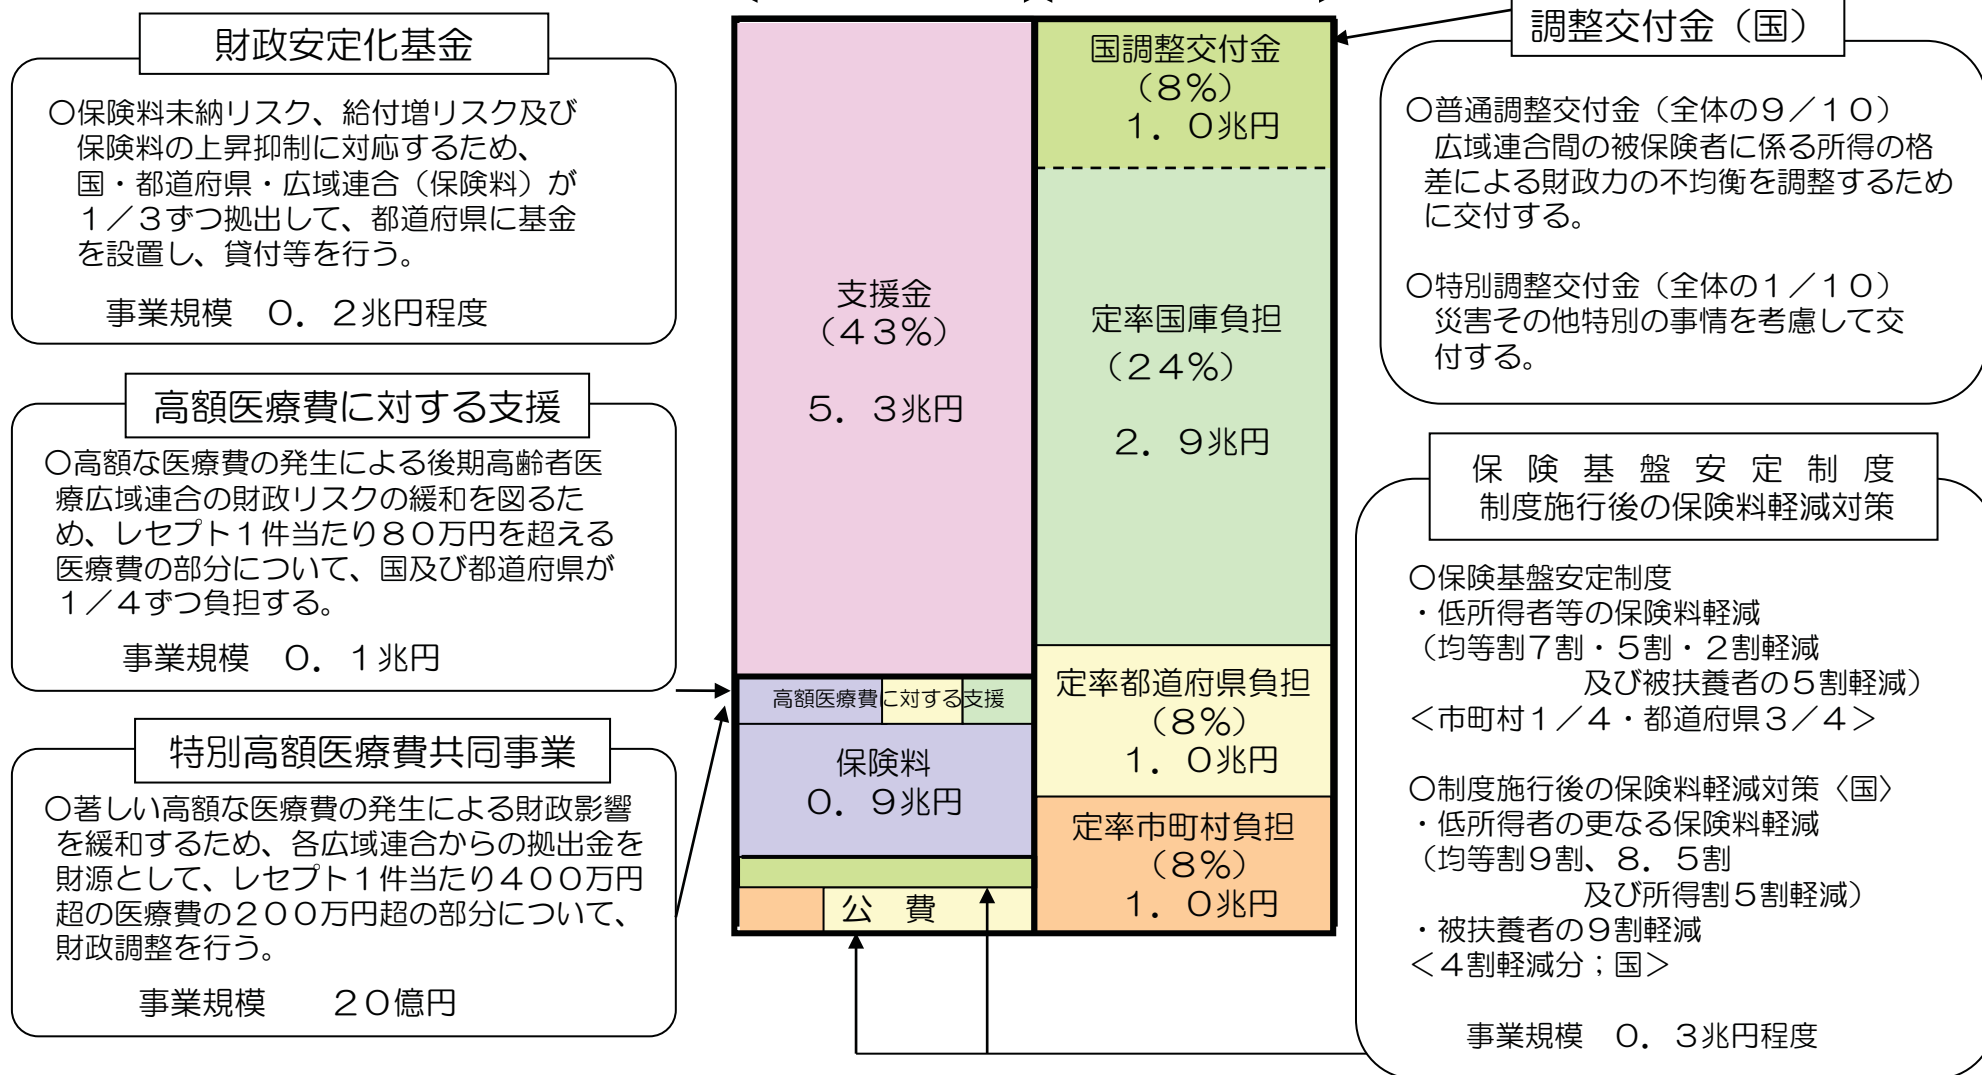 財政安定化基金
○保険料未納リスク、給付増リスク及び
保険料の上昇抑制に対応するため、
国・都道府県・広域連合（保険料）が
１／３ずつ拠出して、都道府県に基金
を設置し、貸付等を行う。
事業規模　０．２兆円程度
高額医療費に対する支援
○高額な医療費の発生による後期高齢者医
療広域連合の財政リスクの緩和を図るた
め、レセプト１件当たり８０万円を超える
医療費の部分について、国及び都道府県が
１／４ずつ負担する。
事業規模　０．１兆円
特別高額医療費共同事業
○著しい高額な医療費の発生による財政影響
を緩和するため、各広域連合からの拠出金を
財源として、レセプト１件当たり４００万円
超の医療費の２００万円超の部分について、
財政調整を行う。
事業規模　　２０億円
支援金
（４３％）
５．３兆円
高額医療費に対する支援
保険料
０．９兆円
公　費
国調整交付金
（８％）
１．０兆円
定率国庫負担
（２４％）
２．９兆円
定率都道府県負担
（８％）
１．０兆円
定率市町村負担
（８％）
１．０兆円
調整交付金（国）
○普通調整交付金（全体の９／１０）
広域連合間の被保険者に係る所得の格
差による財政力の不均衡を調整するため
に交付する。
○特別調整交付金（全体の１／１０）
災害その他特別の事情を考慮して交
付する。
保　険　基　盤　安　定　制　度
制度施行後の保険料軽減対策
○保険基盤安定制度
・低所得者等の保険料軽減
（均等割７割・５割・２割軽減
及び被扶養者の５割軽減）
＜市町村１／４・都道府県３／４＞
○制度施行後の保険料軽減対策〈国〉
・低所得者の更なる保険料軽減
（均等割９割、８．５割
及び所得割５割軽減）
・被扶養者の９割軽減
＜４割軽減分；国＞
事業規模　０．３兆円程度